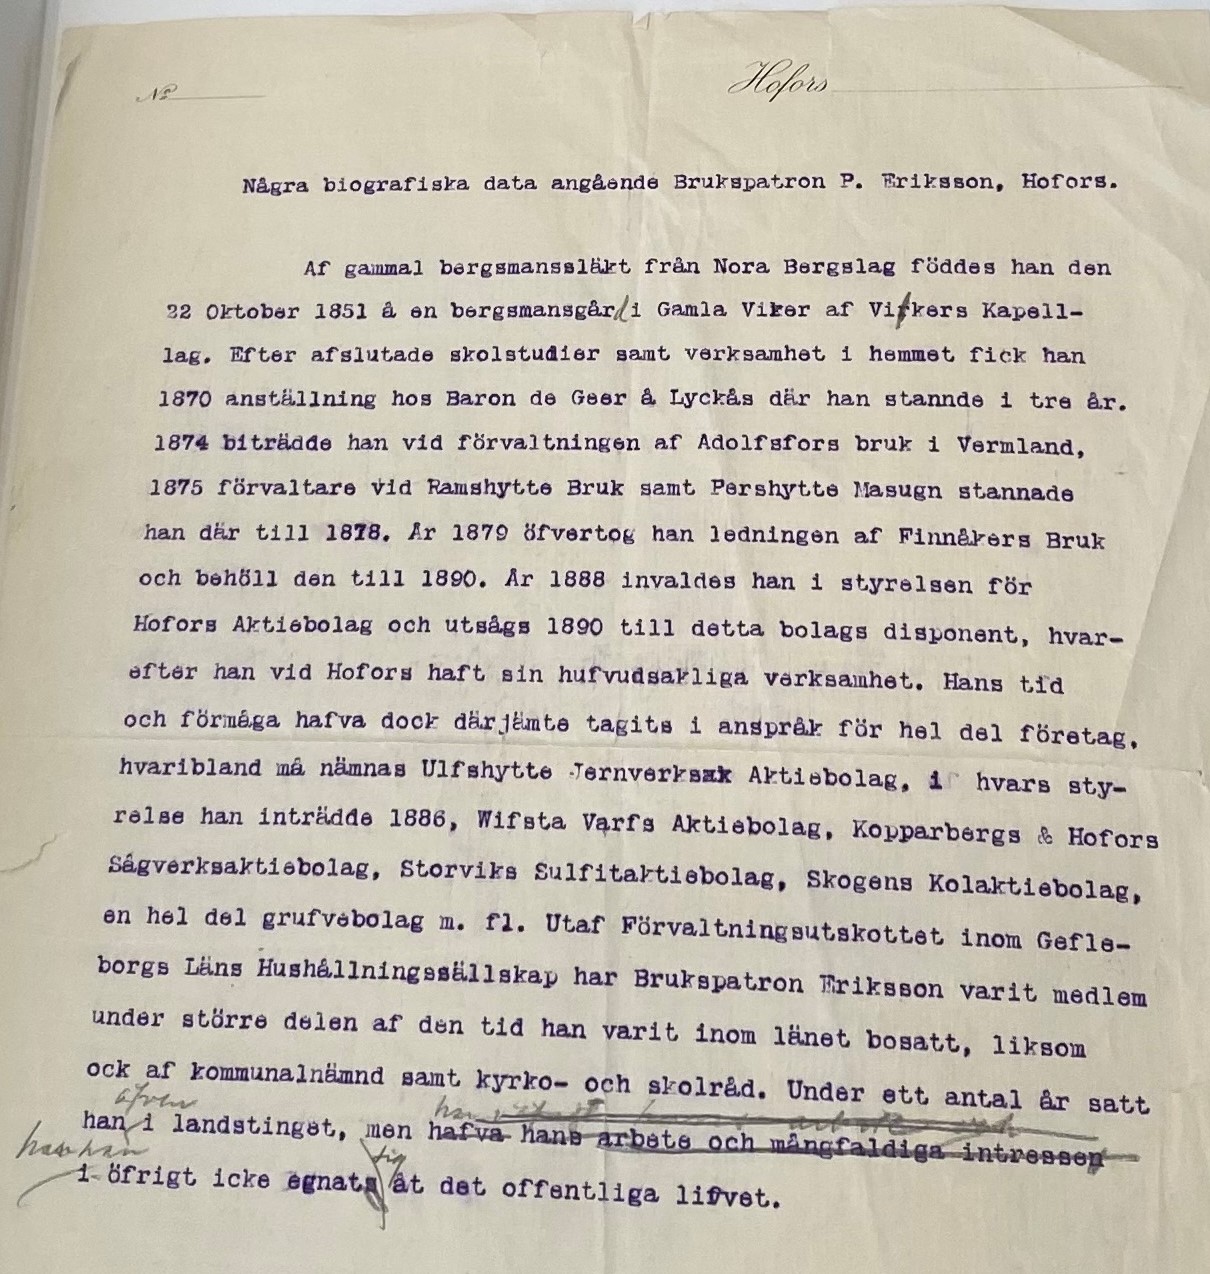 No
Hofors
Några biografiska data angående Brukspatron P. Eriksson, Hofors.
Af gammal bergsmanssläkt från Nora Bergslag föddes han den
22 Oktober 1851 å en bergsmansgård i Gamla Viker af Vikers Kapell-
lag. Efter afslutade skolstudier samt verksamhet i hemmet fick han
1870 anställning hos Baron de Geer å Lyckås där han stannde i tre år.
1874 biträdde han vid förvaltningen af Adolfsfors bruk i Vermland,
1875 förvaltare vid Ramshytte Bruk samt Pershytte Masugn stannade
han där till 1878. År 1879 öfvertog han ledningen af Finnåkers Bruk
och behöll den till 1890. År 1888 invaldes han i styrelsen för
Hofors Aktiebolag och utsågs 1890 till detta bolags disponent, hvar-
efter han vid Hofors haft sin hufvudsakliga verksamhet. Hans tid
och förmåga hafva dock därjämte tagits i anspråk för hel del företag,
hvaribland må nämnas Ulfshytte Jernverks Aktiebolag, i hvars sty-
relse han inträdde 1886, Wifsta Varfs Aktiebolag, Kopparbergs & Hofors
Sågverksaktiebolag, Storviks Sulfitaktiebolag, Skogens Kolaktiebolag,
en hel del grufvebolag m. fl. Utaf Förvaltningsutskottet inom Gefle-
borgs Läns Hushållningssällskap har Brukspatron Eriksson varit medlem
under större delen af den tid han varit inom länet bosatt, liksom
ock af kommunalnämnd samt kyrko- och skolråd. Under ett antal år satt
äfven
han i landstinget, men hafva hans arbete och mångfaldiga intressen
har han
sig
i öfrigt icke egnats åt det offentliga lifvet.